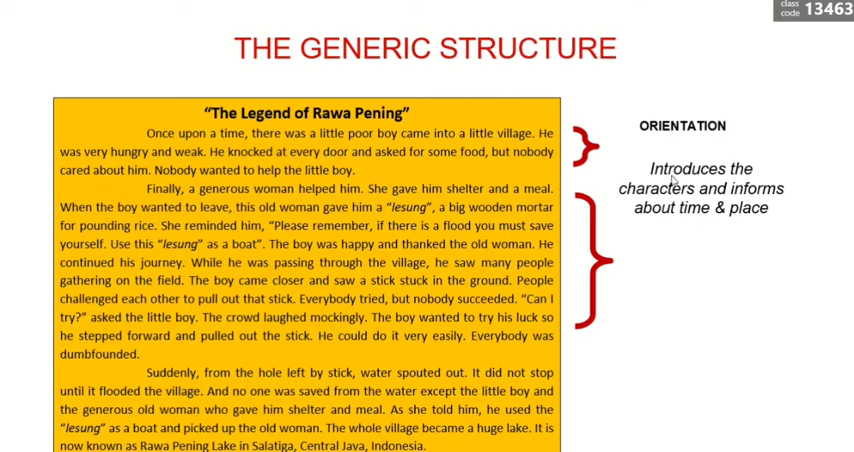 class
code 13463
THE GENERIC STRUCTURE
“The Legend of Rawa Pening”
Once upon a time, there was a little poor boy came into a little village. He
was very hungry and weak. He knocked at every door and asked for some food, but nobody
cared about him. Nobody wanted to help the little boy.
Finally, a generous woman helped him. She gave him shelter and a meal.
When the boy wanted to leave, this old woman gave him a “lesung”, a big wooden mortar
for pounding rice. She reminded him, “Please remember, if there is a flood you must save
yourself. Use this “lesung” as a boat”. The boy was happy and thanked the old woman. He
continued his journey. While he was passing through the village, he saw many people
gathering on the field. The boy came closer and saw a stick stuck in the ground. People
challenged each other to pull out that stick. Everybody tried, but nobody succeeded. “Can I
try?” asked the little boy. The crowd laughed mockingly. The boy wanted to try his luck so
he stepped forward and pulled out the stick. He could do it very easily. Everybody was
dumbfounded.
Suddenly, from the hole left by stick, water spouted out. It did not stop
until it flooded the village. And no one was saved from the water except the little boy and
the generous old woman who gave him shelter and meal. As she told him, he used the
“lesung” as a boat and picked up the old woman. The whole village became a huge lake. It is
now known as Rawa Pening Lake in Salatiga, Central Java, Indonesia.
ORIENTATION
Introduces the
characters and informs
about time & place